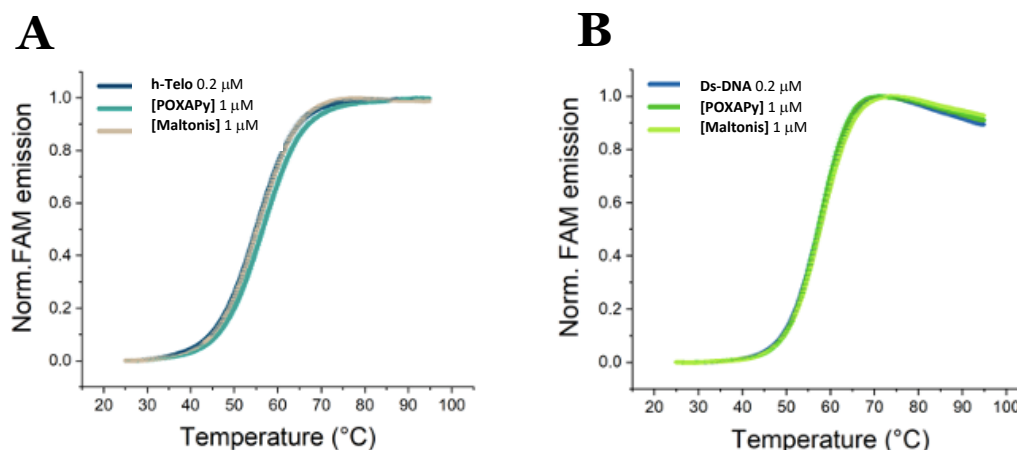 A
h-Telo 0.2 μM
[POXAPy] 1 μM
[Maltonis] 1 μM
Norm.FAM emission
1.0
0.8
0.6
0.4
0.2
0.0
20 30 40 50 60 70 80 90 100
Temperature (°C)
B
Ds-DNA 0.2 μM
[POXAPy] 1 μM
[Maltonis] 1 μM
Norm. FAM emission
1.0
0.8
0.6
0.4
0.2
0.0
20 30 40 50 60 70 80 90 100
Temperature (°C)